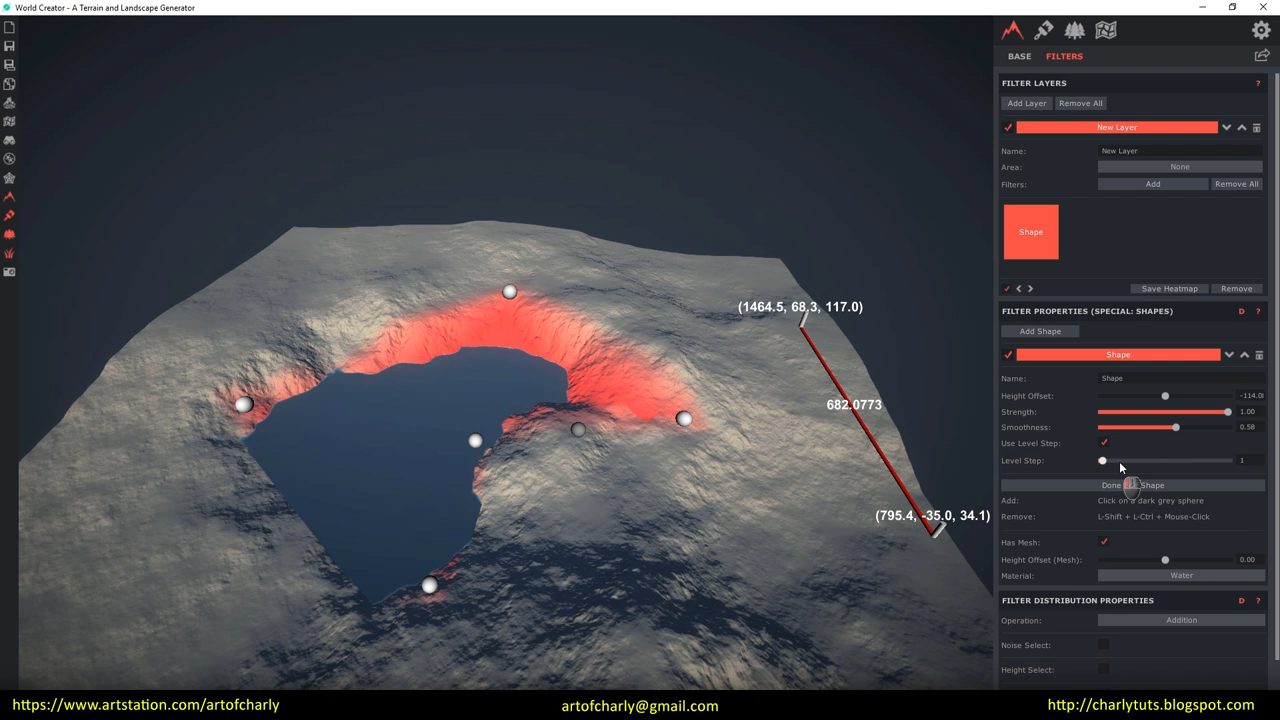 World Creator - A Terrain and Landscape Generator
BASE FILTERS
FILTER LAYERS ?
Add Layer Remove All
New Layer
Name: New Layer
Area: None
Filters: Add Remove All
Shape
Save Heatmap Remove
FILTER PROPERTIES (SPECIAL: SHAPES) D ?
Add Shape
Shape
Name: Shape
Height Offset:
Strength: 1.00
Smoothness: 0.58
Use Level Step:
Level Step: 1
Done Shape
Add: Click on a dark grey sphere
Remove: L-Shift + L-Ctrl + Mouse-Click
Has Mesh:
Height Offset (Mesh): 0.00
Material: Water
FILTER DISTRIBUTION PROPERTIES D ?
Operation: Addition
Noise Select:
Height Select:
(1464.5, 68.3, 117.0)
682.0773
(795.4, -35.0, 34.1)
https://www.artstation.com/artofcharly
artofcharly@gmail.com
http://charlytuts.blogspot.com